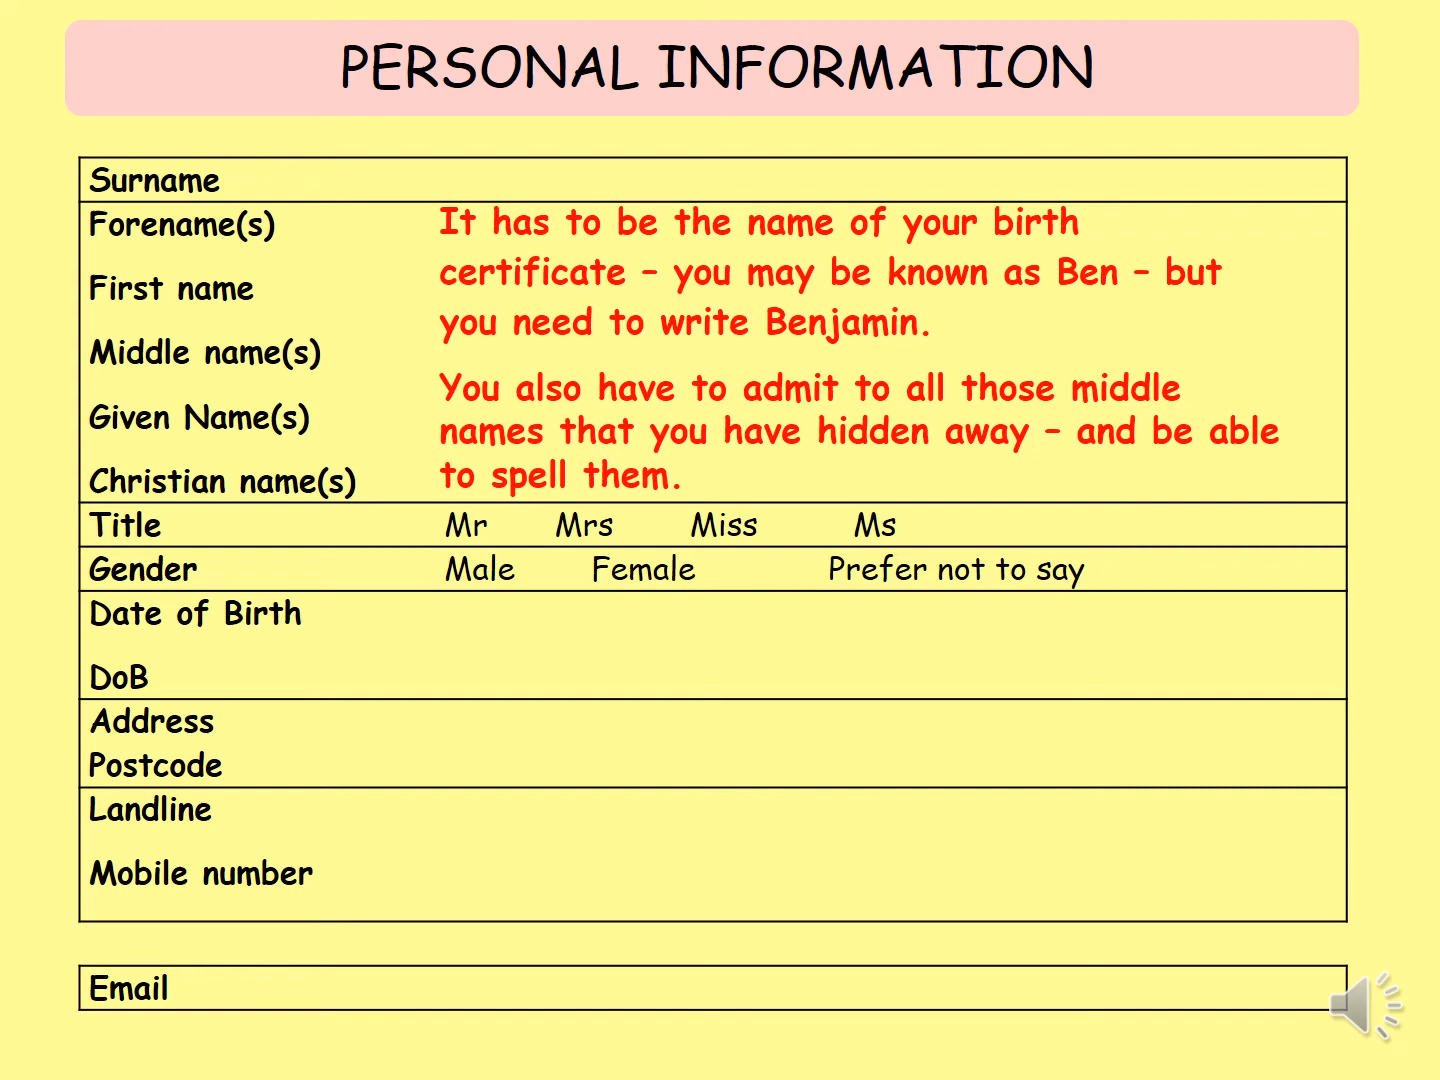 PERSONAL INFORMATION
Surname
Forename(s)
First name
Middle name(s)
Given Name(s)
Christian name(s)
It has to be the name of your birth
certificate – you may be known as Ben – but
you need to write Benjamin.
You also have to admit to all those middle
names that you have hidden away – and be able
to spell them.
Title Mr Mrs Miss Ms
Gender Male Female Prefer not to say
Date of Birth
DoB
Address
Postcode
Landline
Mobile number
Email